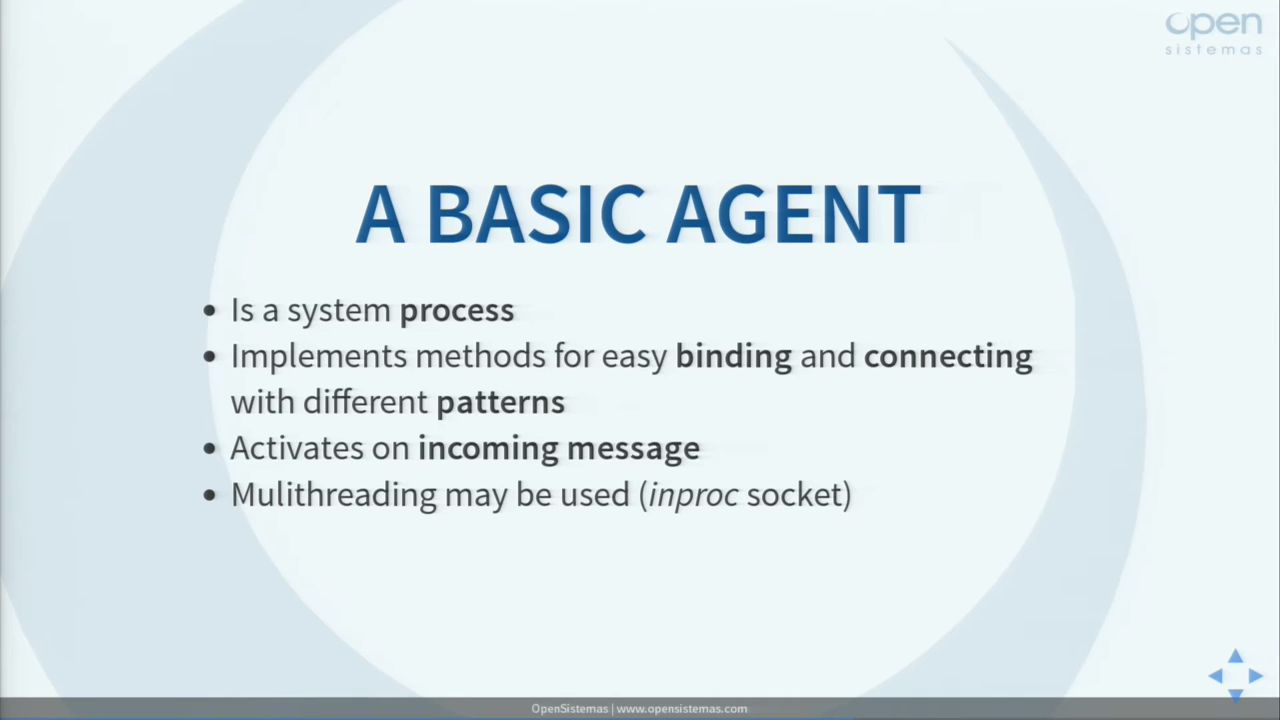 open
sistemas
A BASIC AGENT
• Is a system process
• Implements methods for easy binding and connecting
with different patterns
• Activates on incoming message
• Mulithreading may be used (inproc socket)
OpenSistemas | www.opensistemas.com